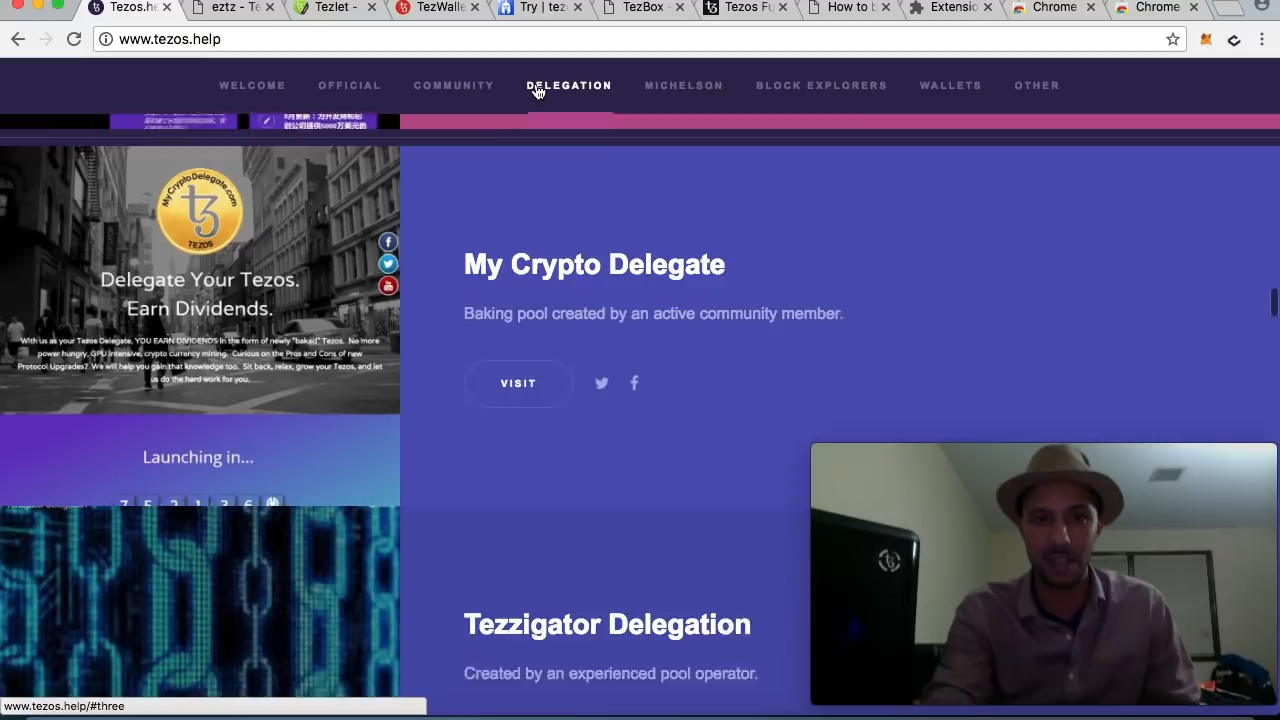 Tezos.he
eztz - Te
Tezlet -
TezWalle
Try | tez
TezBox -
Tezos Fu
How to b
Extensio
Chrome
Chrome
www.tezos.help
WELCOME
OFFICIAL
COMMUNITY
DELEGATION
MICHELSON
BLOCK EXPLORERS
WALLETS
OTHER
MyCryptoDelegate.com
TEZOS
Delegate Your Tezos.
Earn Dividends.
With us as your Tezos Delegate, YOU EARN DIVIDENDS in the form of newly "baked" Tezos. No more
power hungry, GPU intensive, crypto currency mining. Curious on the Pros and Cons of new
Protocol Upgrades? We will help you gain that knowledge too. Sit back, relax, grow your Tezos, and let
us do the hard work for you.
Launching in...
7 5 2 1 3 6
My Crypto Delegate
Baking pool created by an active community member.
VISIT
Tezzigator Delegation
Created by an experienced pool operator.
www.tezos.help/#three